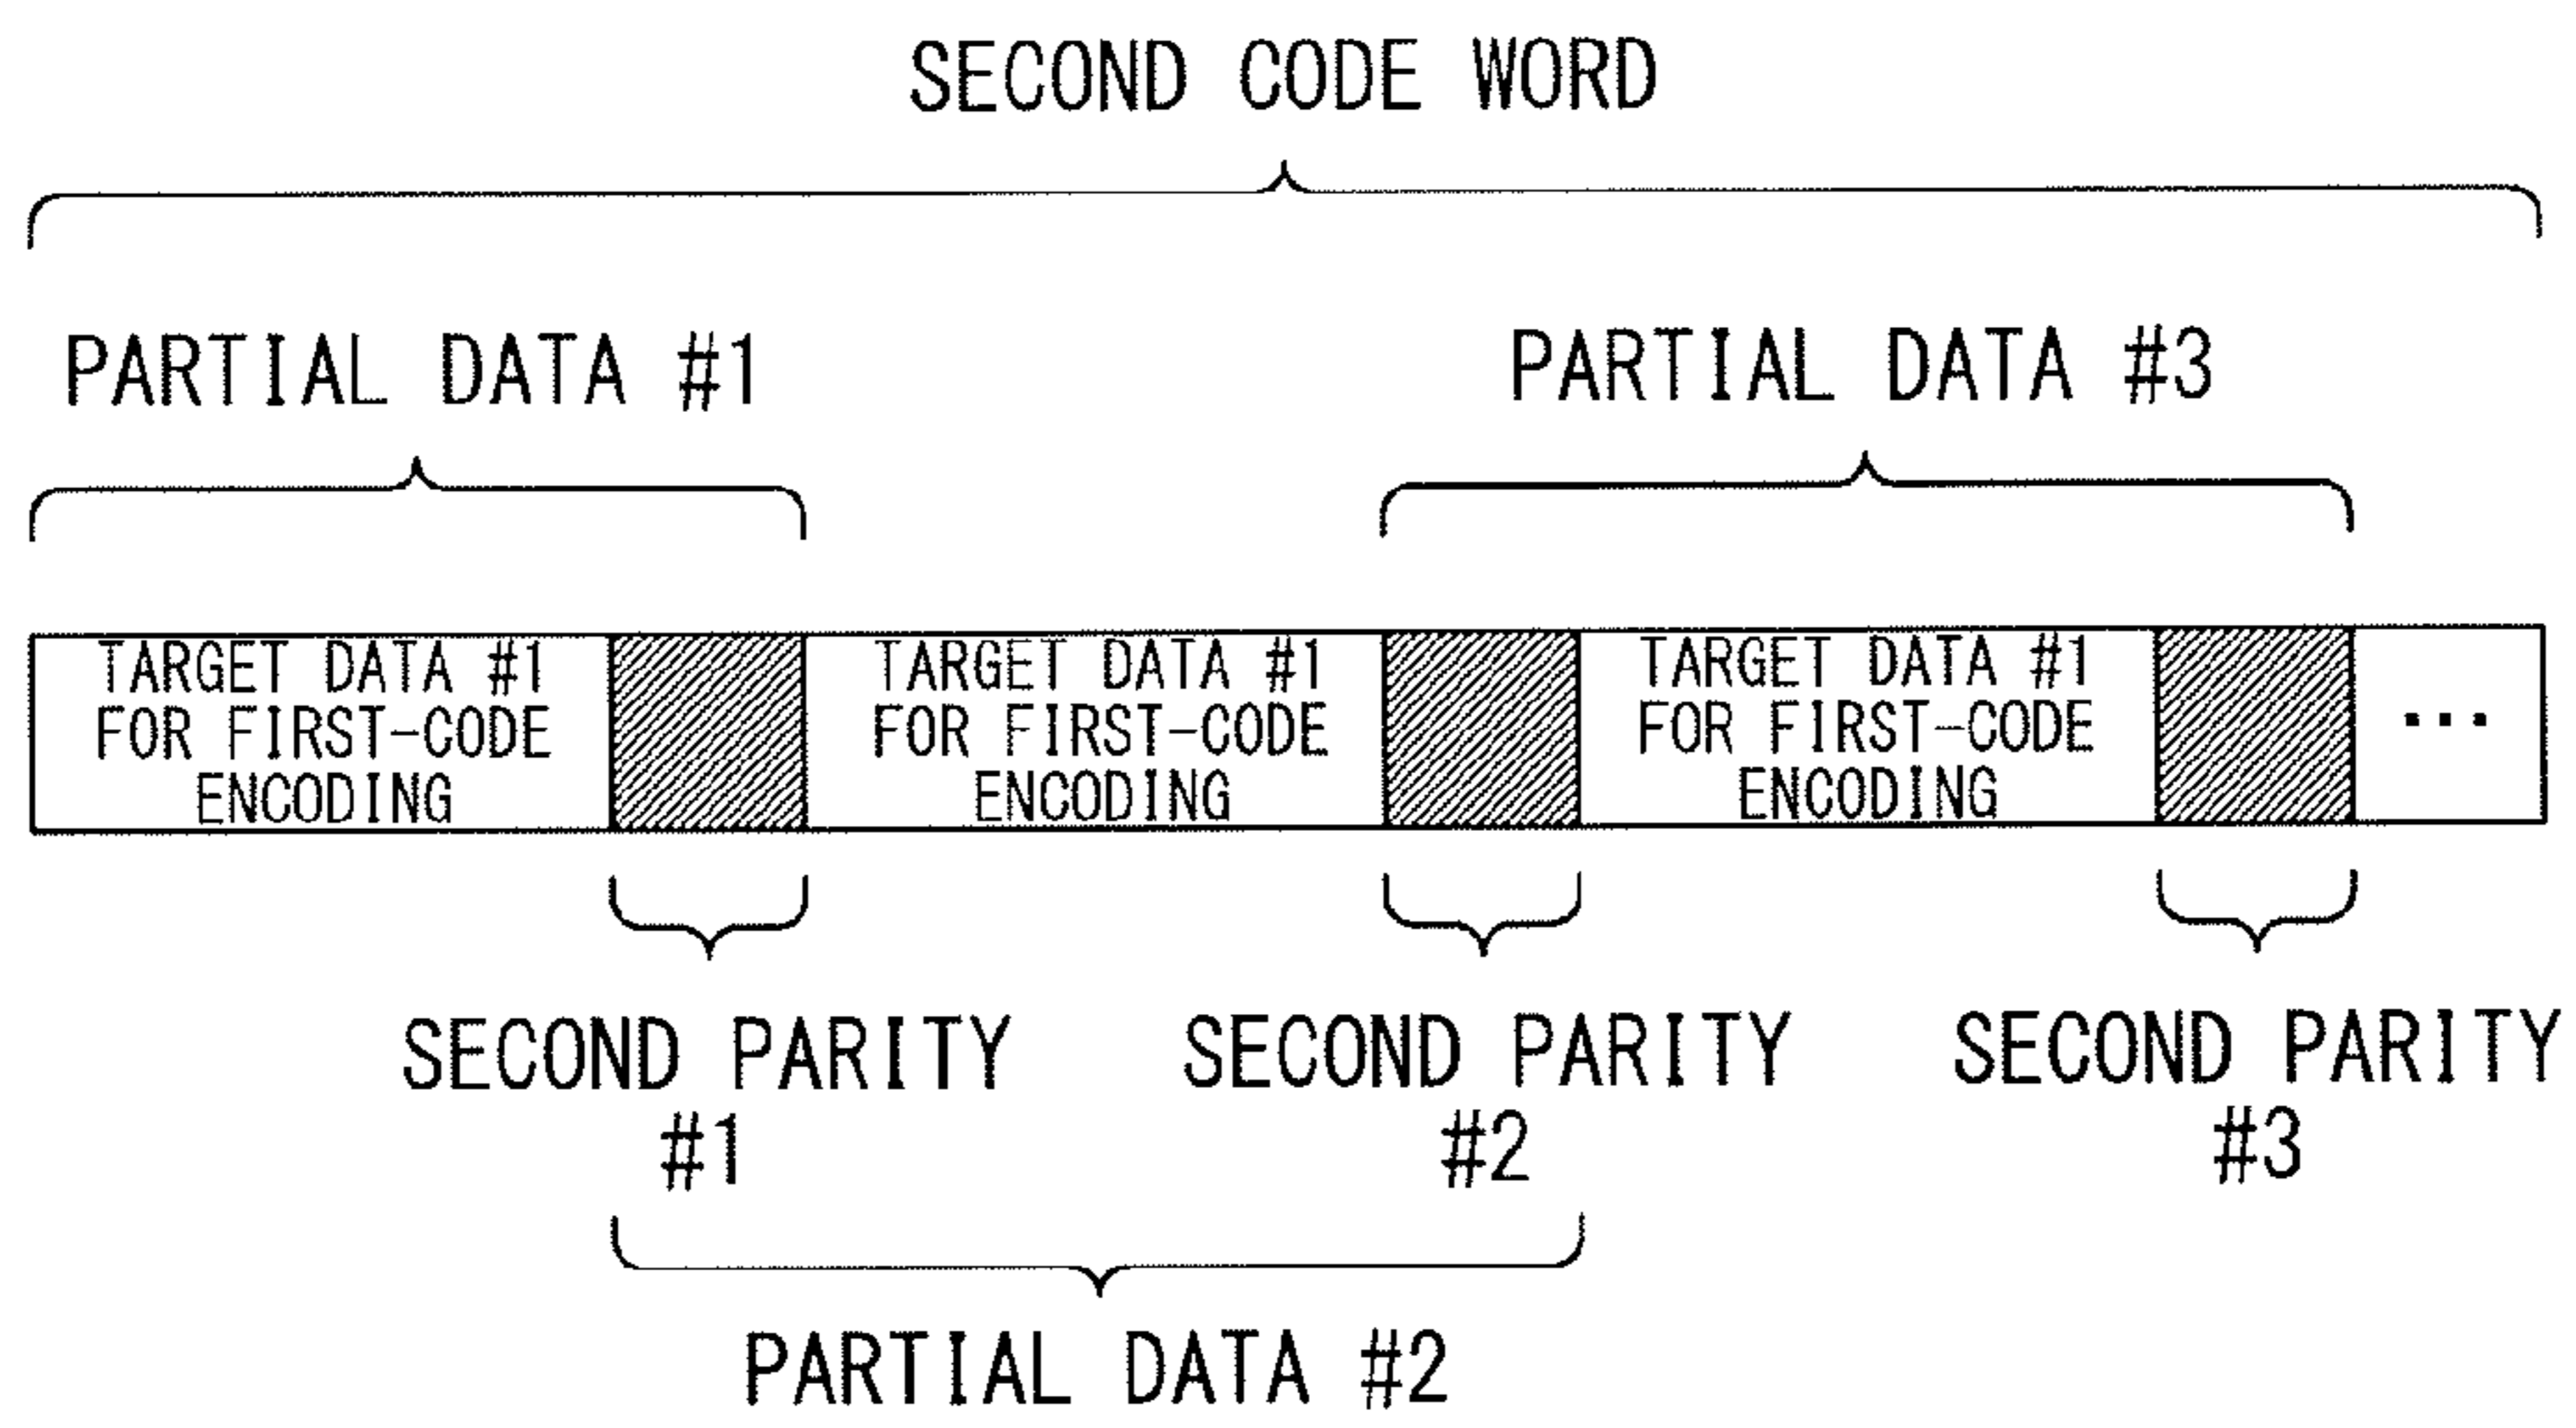 SECOND CODE WORD
PARTIAL DATA #1
PARTIAL DATA #3
TARGET DATA #1
FOR FIRST-CODE
ENCODING
TARGET DATA #1
FOR FIRST-CODE
ENCODING
TARGET DATA #1
FOR FIRST-CODE
ENCODING
...
SECOND PARITY
#1
SECOND PARITY
#2
SECOND PARITY
#3
PARTIAL DATA #2